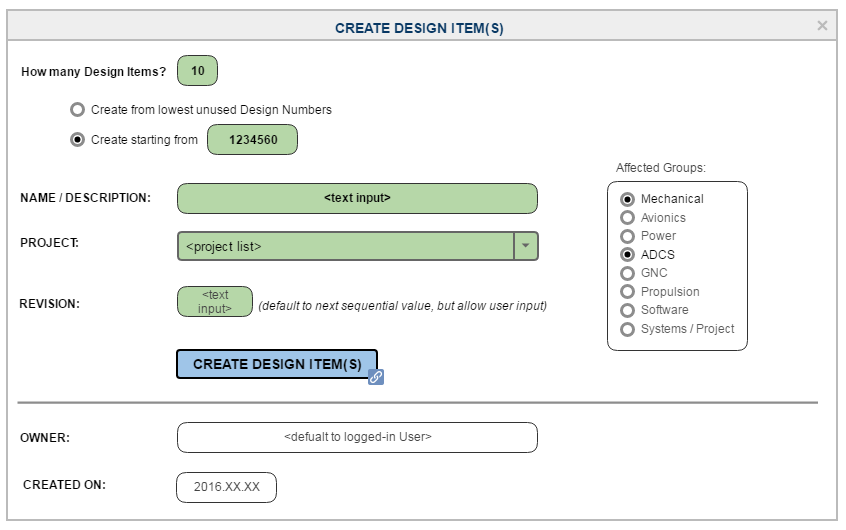 CREATE DESIGN ITEM(S)
How many Design Items? 10
Create from lowest unused Design Numbers
Create starting from 1234560
Affected Groups:
NAME / DESCRIPTION: <text input>
Mechanical
Avionics
Power
PROJECT: <project list>
ADCS
GNC
Propulsion
REVISION: <text
input> (default to next sequential value, but allow user input)
Software
Systems / Project
CREATE DESIGN ITEM(S)
OWNER: <defualt to logged-in User>
CREATED ON: 2016.XX.XX